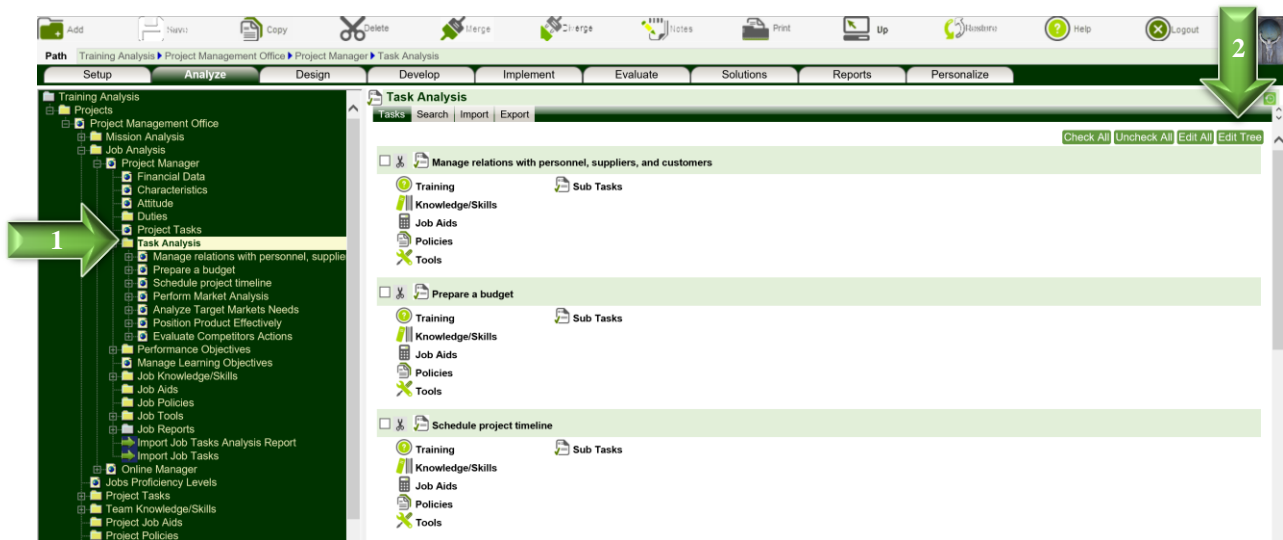 Add Save Copy Delete Merge Notes Print Up Restore Help Logout
Path Training Analysis Project Management Office Project Manager Task Analysis
2
Setup Analyze Design Develop Implement Evaluate Solutions Reports Personalize
Training Analysis
Projects
Project Management Office
Mission Analysis
Job Analysis
Project Manager
Financial Data
Characteristics
Attitude
Duties
Project Tasks
1
Task Analysis
Manage relations with personnel, supplie
Prepare a budget
Schedule project timeline
Perform Market Analysis
Analyze Target Markets Needs
Position Product Effectively
Evaluate Competitors Actions
Performance Objectives
Manage Learning Objectives
Job Knowledge/Skills
Job Aids
Job Policies
Job Tools
Job Reports
Import Job Tasks Analysis Report
Import Job Tasks
Online Manager
Jobs Proficiency Levels
Project Tasks
Team Knowledge/Skills
Project Job Aids
Project Policies
Task Analysis
Tasks Search Import Export
Check All Uncheck All Edit All Edit Tree
Manage relations with personnel, suppliers, and customers
Training Sub Tasks
Knowledge/Skills
Job Aids
Policies
Tools
Prepare a budget
Training Sub Tasks
Knowledge/Skills
Job Aids
Policies
Tools
Schedule project timeline
Training Sub Tasks
Knowledge/Skills
Job Aids
Policies
Tools